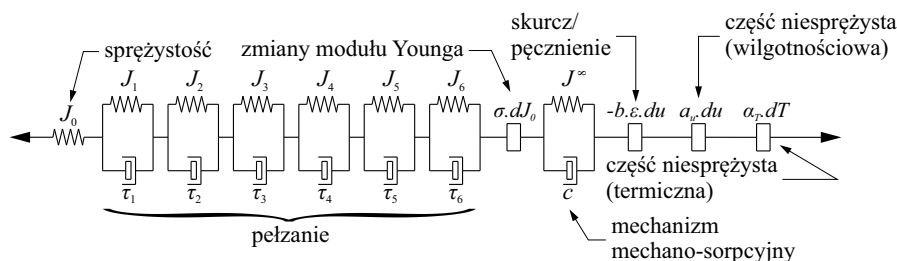 skurcz/
pęcznienie
część niesprężysta
(wilgotnościowa)
sprężystość
zmiany modułu Younga
J₀
J₁
J₂
J₃
J₄
J₅
J₆
σ.dJ₀
J^∞
-b.ε.du
aᵤ.du
α_T.dT
τ₁
τ₂
τ₃
τ₄
τ₅
τ₆
c
część niesprężysta
(termiczna)
pełzanie
mechanizm
mechano-sorpcyjny